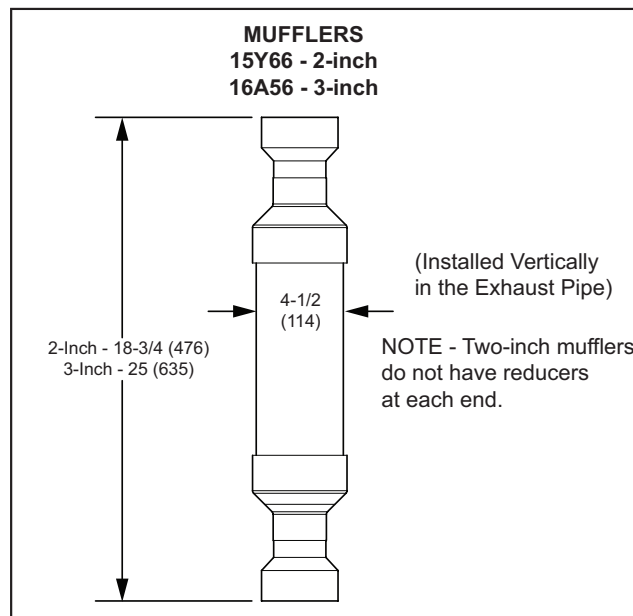 MUFFLERS
15Y66 - 2-inch
16A56 - 3-inch
(Installed Vertically
in the Exhaust Pipe)
4-1/2
(114)
2-Inch - 18-3/4 (476)
3-Inch - 25 (635)
NOTE - Two-inch mufflers
do not have reducers
at each end.